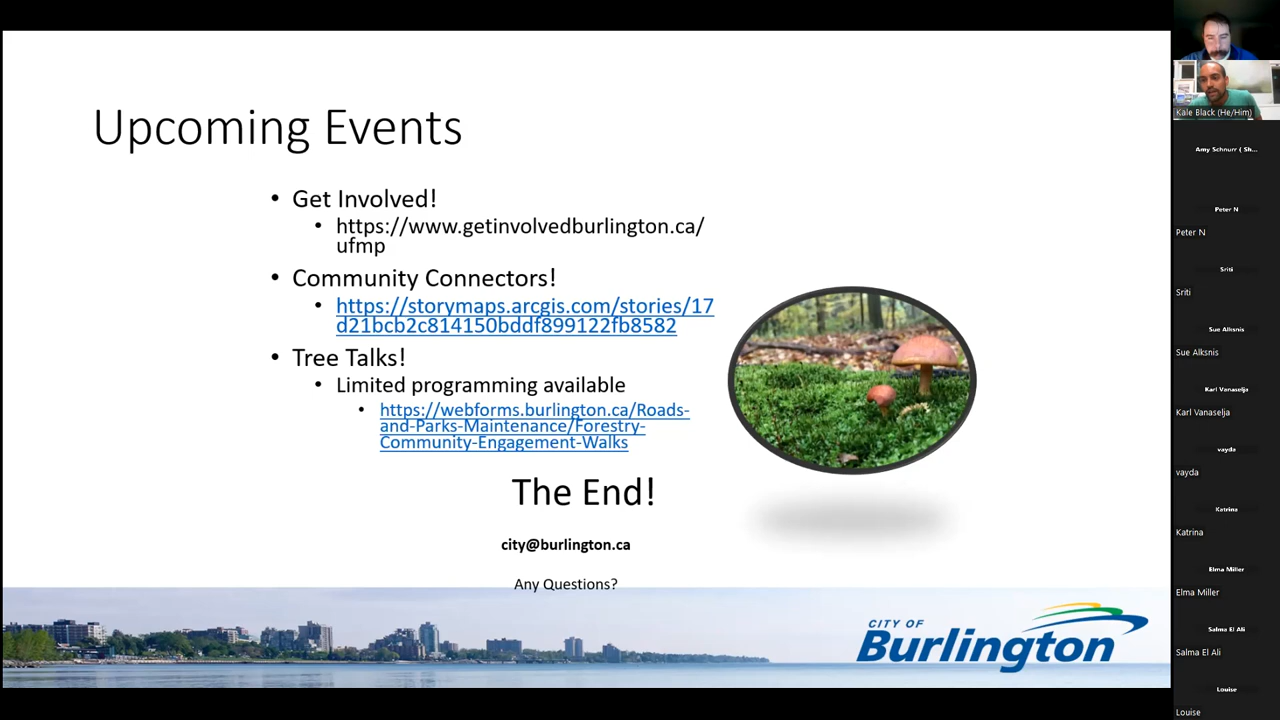 Upcoming Events
• Get Involved!
• https://www.getinvolvedburlington.ca/
ufmp
• Community Connectors!
• https://storymaps.arcgis.com/stories/17
d21bcb2c814150bddf899122fb8582
• Tree Talks!
• Limited programming available
• https://webforms.burlington.ca/Roads-
and-Parks-Maintenance/Forestry-
Community-Engagement-Walks
The End!
city@burlington.ca
Any Questions?
CITY OF
Burlington
Kale Black (He/Him)
Amy Schnurr ( Sh...
Peter N
Peter N
Sriti
Sriti
Sue Alksnis
Sue Alksnis
Karl Vanaselja
Karl Vanaselja
vayda
vayda
Katrina
Katrina
Elma Miller
Elma Miller
Salma El Ali
Salma El Ali
Louise
Louise